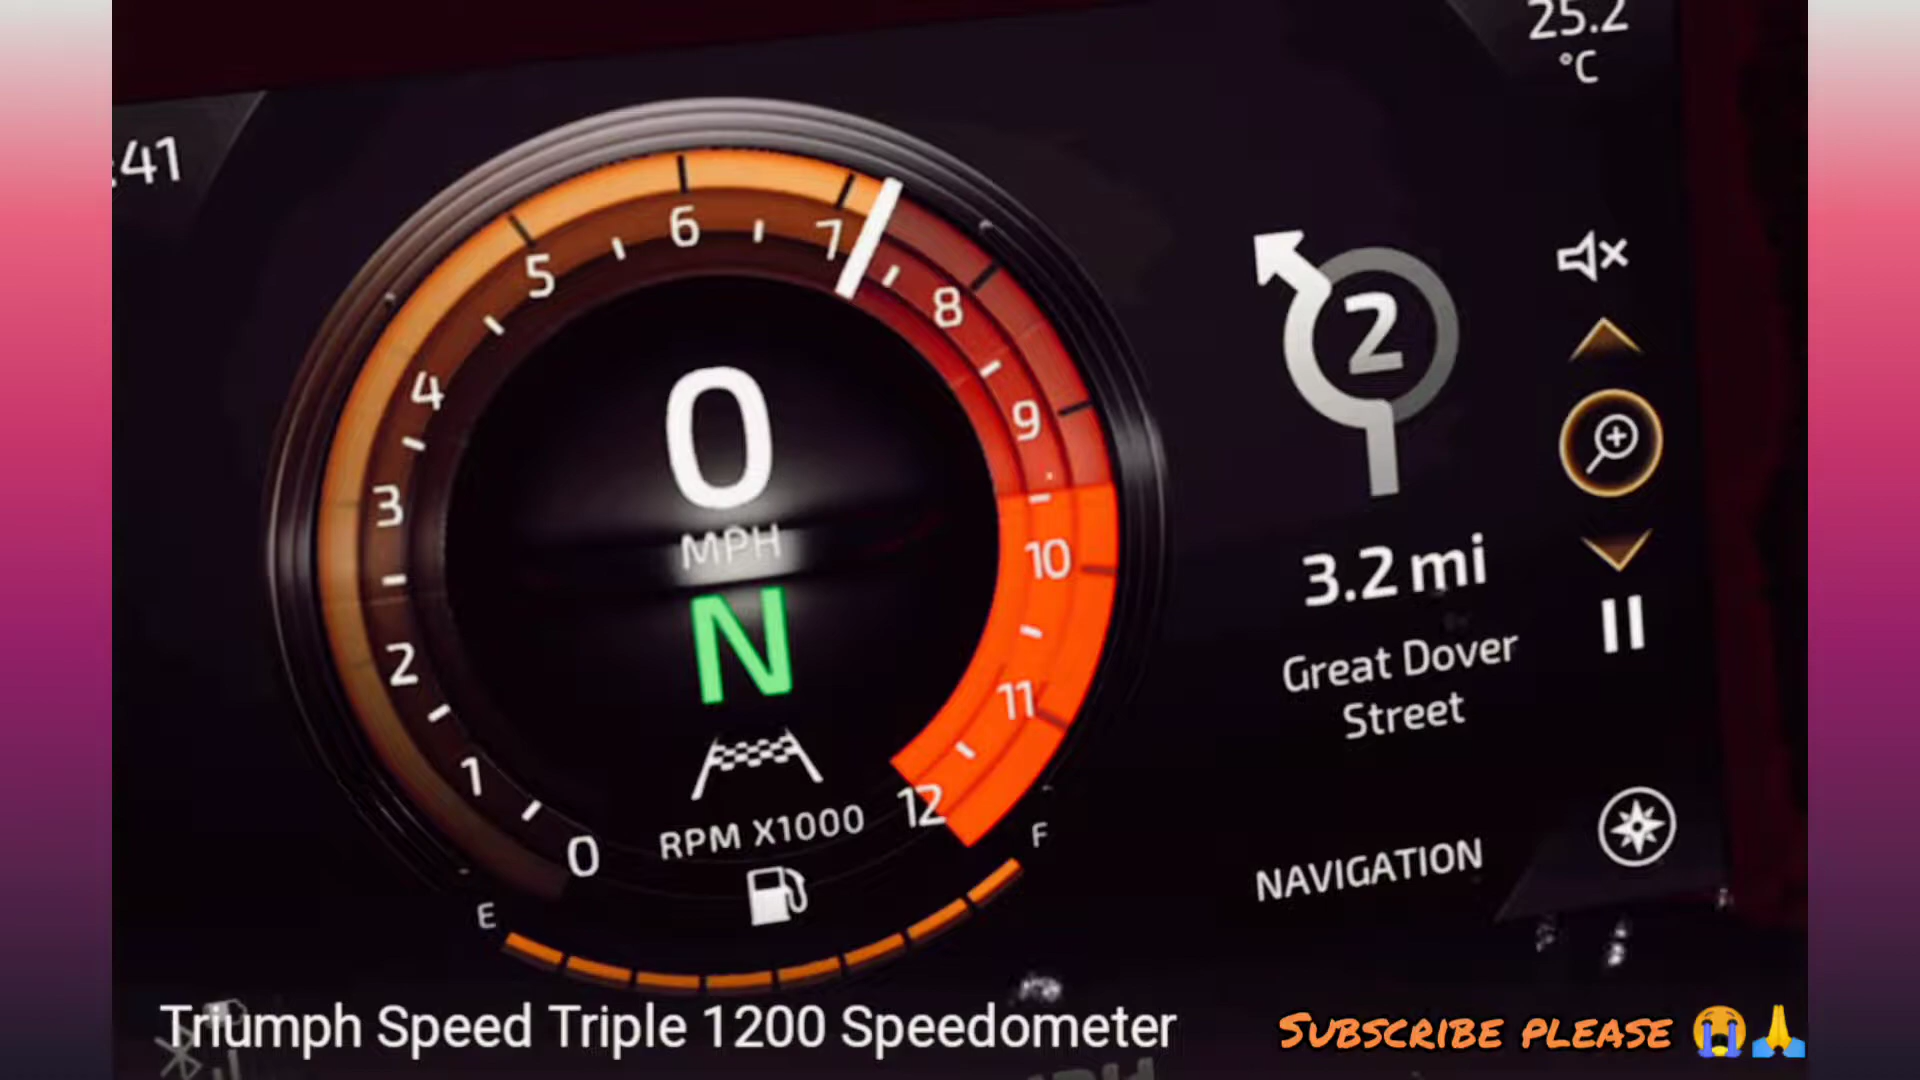 25.2
°C
:41
5
6
7
8
4
9
3
2
10
2
11
1
12
0
0
MPH
N
RPM X1000
E
F
3.2 mi
Great Dover
Street
NAVIGATION
Triumph Speed Triple 1200 Speedometer
Subscribe please 😭🙏